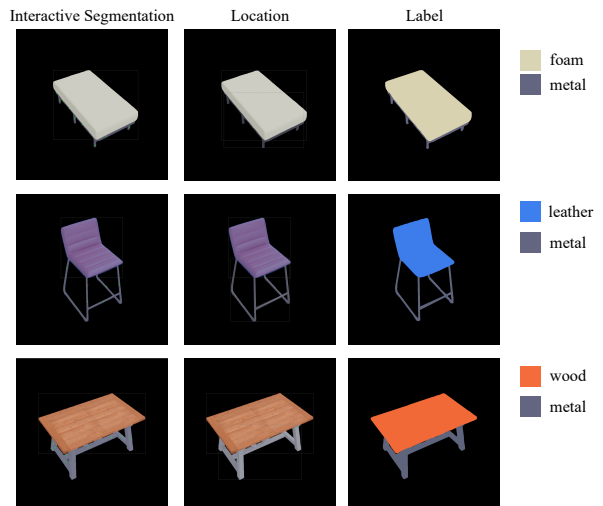 Interactive Segmentation
Location
Label
foam
metal
leather
metal
wood
metal